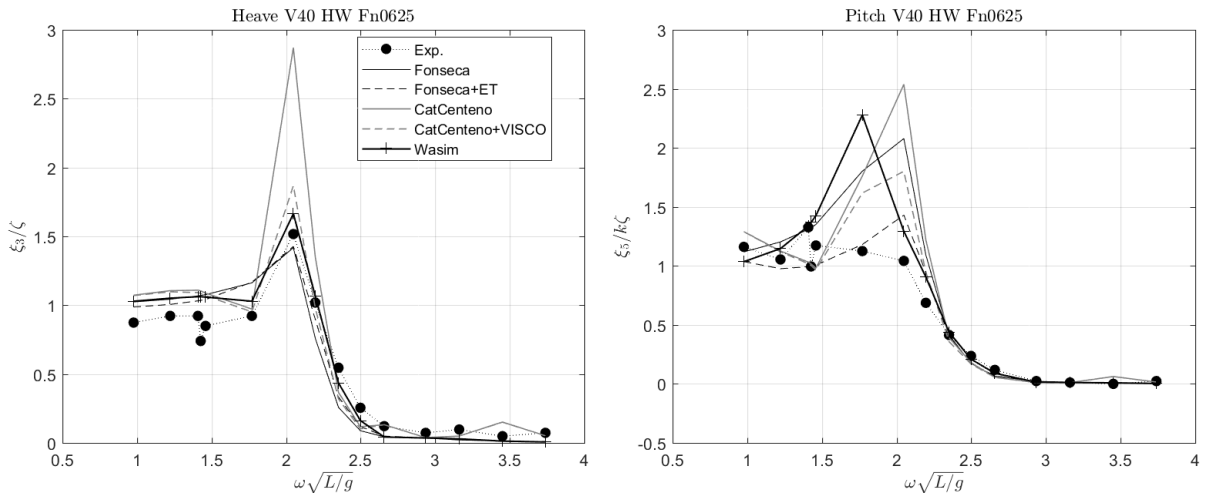 Heave V40 HW Fn0625
3
2.5
2
1.5
1
0.5
0
ξ₃/ζ
0.5 1 1.5 2 2.5 3 3.5 4
ω√L/g
Exp.
Fonseca
Fonseca+ET
CatCenteno
CatCenteno+VISCO
Wasim
Pitch V40 HW Fn0625
3
2.5
2
1.5
1
0.5
0
-0.5
ξ₅/kζ
0.5 1 1.5 2 2.5 3 3.5 4
ω√L/g